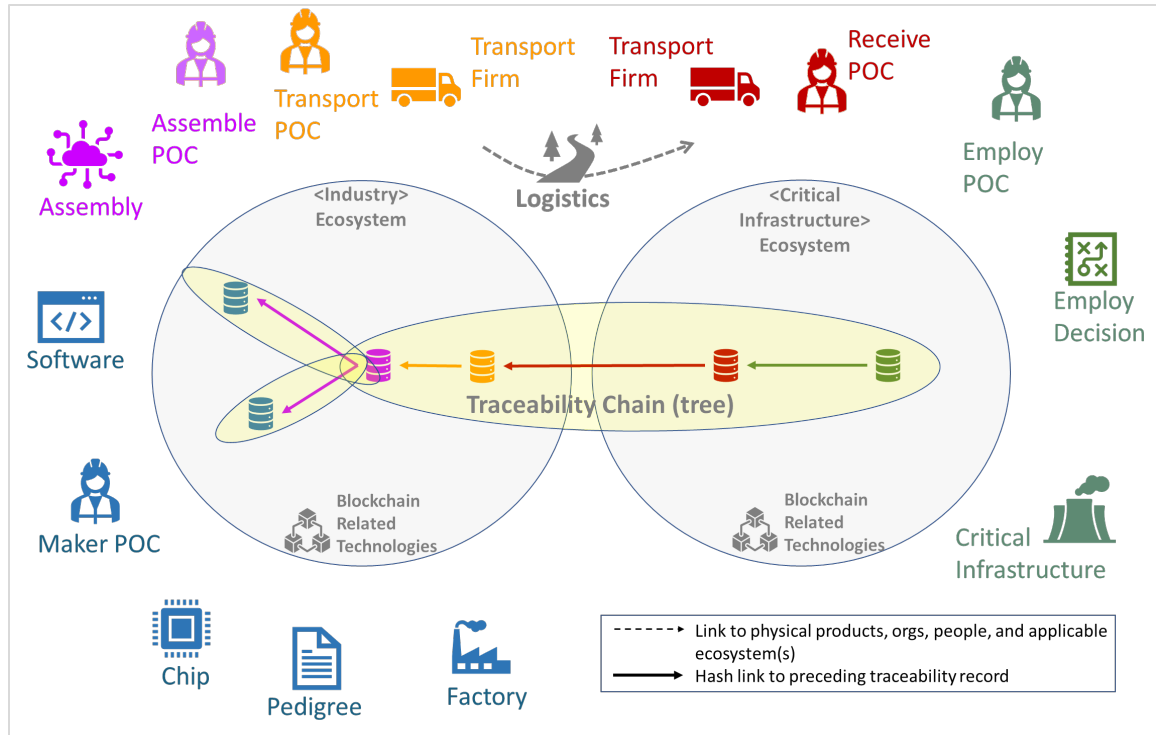 Transport
Firm
Transport
Firm
Receive
POC
Transport
POC
Assemble
POC
Employ
POC
Assembly
Logistics
<Industry>
Ecosystem
<Critical
Infrastructure>
Ecosystem
Software
</>
Employ
Decision
Traceability Chain (tree)
Maker POC
Blockchain
Related
Technologies
Blockchain
Related
Technologies
Critical
Infrastructure
Chip
Pedigree
Factory
Link to physical products, orgs, people, and applicable
ecosystem(s)
Hash link to preceding traceability record